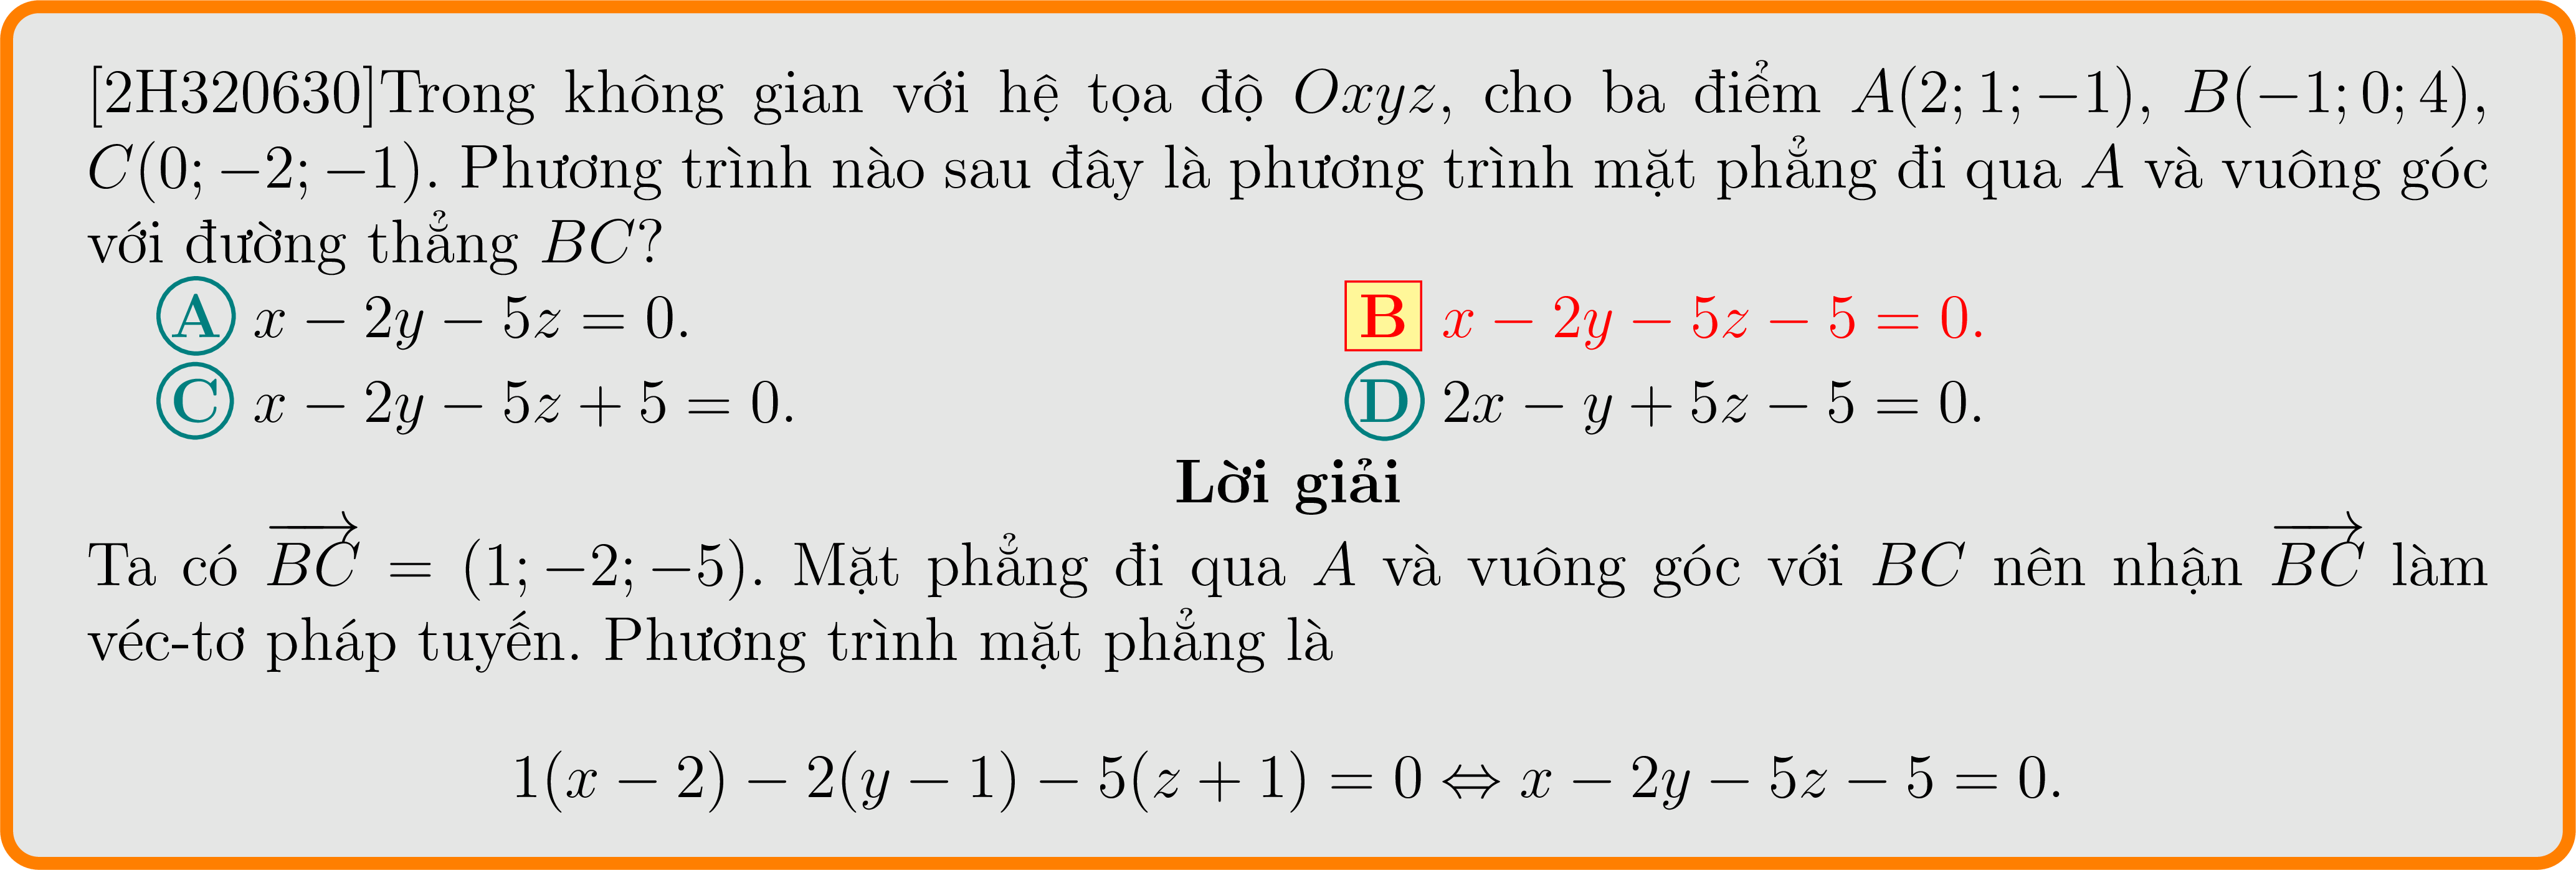 [2H320630]Trong không gian với hệ tọa độ Oxyz, cho ba điểm A(2; 1; −1), B(−1; 0; 4),
C(0; −2; −1). Phương trình nào sau đây là phương trình mặt phẳng đi qua A và vuông góc
với đường thẳng BC?
A x − 2y − 5z = 0. B x − 2y − 5z − 5 = 0.
C x − 2y − 5z + 5 = 0. D 2x − y + 5z − 5 = 0.
Lời giải
Ta có \overrightarrow{BC} = (1; −2; −5). Mặt phẳng đi qua A và vuông góc với BC nên nhận \overrightarrow{BC} làm
véc-tơ pháp tuyến. Phương trình mặt phẳng là
1(x − 2) − 2(y − 1) − 5(z + 1) = 0 ⇔ x − 2y − 5z − 5 = 0.